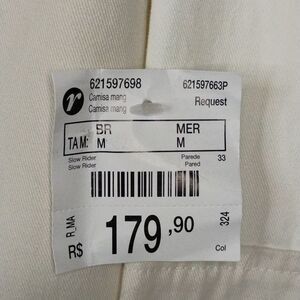 r
621597698 621597663P
Camisa mang Request
Camisa mang
TAM: BR M MER M
Slow Rider Parede 33
Slow Rider Pared
R_MA
R$ 179,90
324
Col